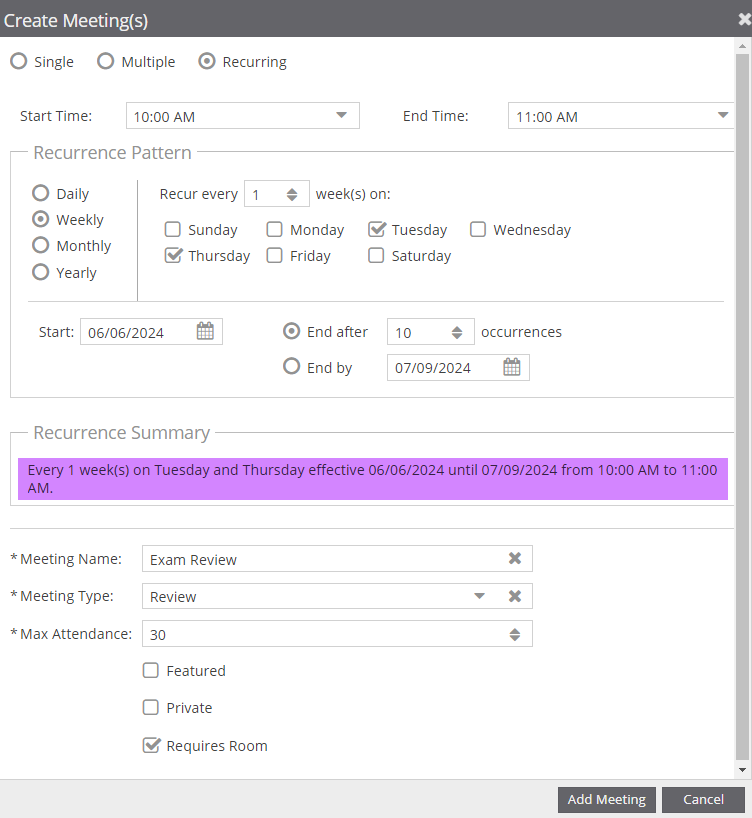 Create Meeting(s)
Single Multiple Recurring
Start Time: 10:00 AM End Time: 11:00 AM
Recurrence Pattern
Daily
Weekly
Monthly
Yearly
Recur every 1 week(s) on:
Sunday Monday Tuesday Wednesday
Thursday Friday Saturday
Start: 06/06/2024 End after 10 occurrences
End by 07/09/2024
Recurrence Summary
Every 1 week(s) on Tuesday and Thursday effective 06/06/2024 until 07/09/2024 from 10:00 AM to 11:00
AM.
* Meeting Name: Exam Review
* Meeting Type: Review
* Max Attendance: 30
Featured
Private
Requires Room
Add Meeting Cancel